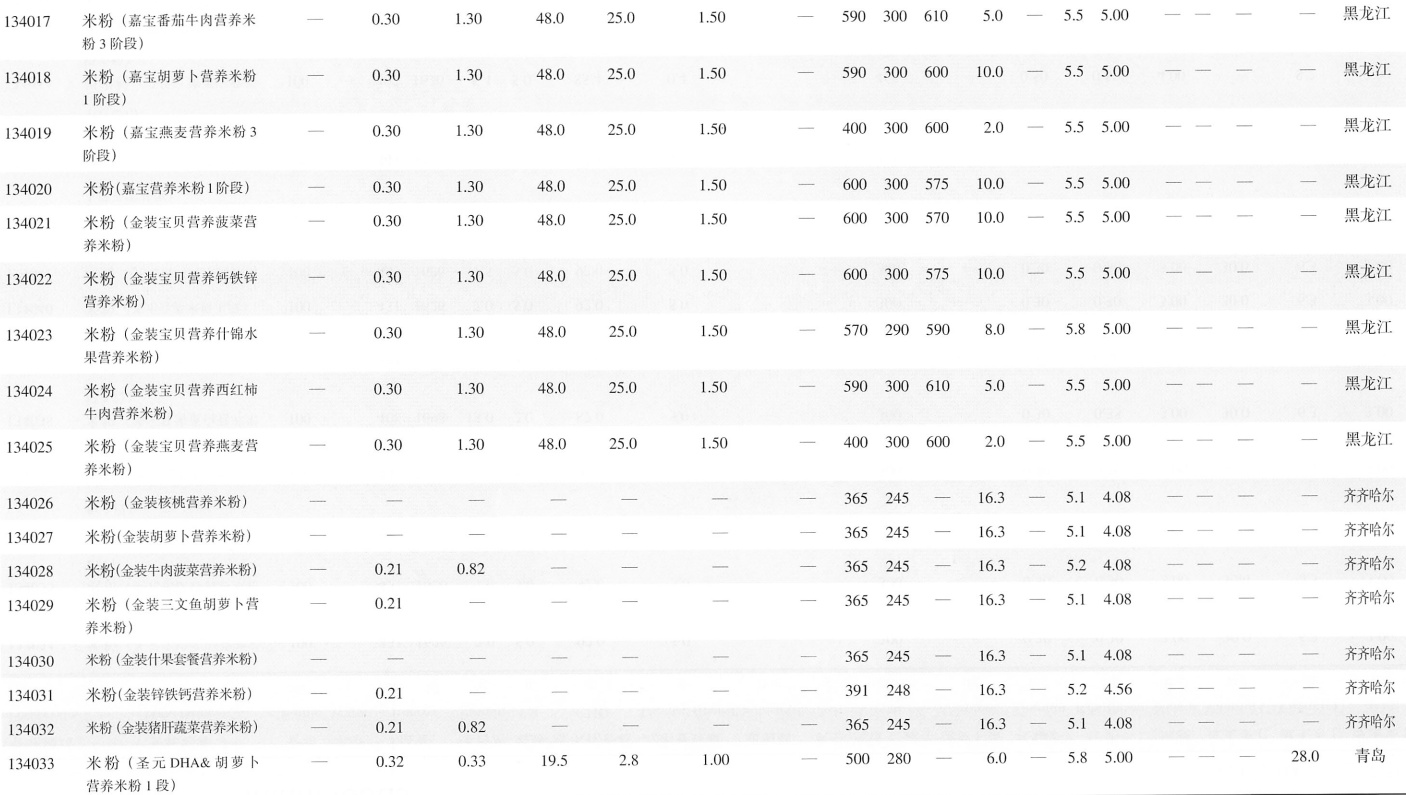 134017 米粉（嘉宝番茄牛肉营养米 — 0.30 1.30 48.0 25.0 1.50 — 590 300 610 5.0 — 5.5 5.00 — — — — 黑龙江
粉 3 阶段）
134018 米粉（嘉宝胡萝卜营养米粉 — 0.30 1.30 48.0 25.0 1.50 — 590 300 600 10.0 — 5.5 5.00 — — — — 黑龙江
1 阶段）
134019 米粉（嘉宝燕麦营养米粉 3 — 0.30 1.30 48.0 25.0 1.50 — 400 300 600 2.0 — 5.5 5.00 — — — — 黑龙江
阶段）
134020 米粉(嘉宝营养米粉1阶段） — 0.30 1.30 48.0 25.0 1.50 — 600 300 575 10.0 — 5.5 5.00 — — — — 黑龙江
134021 米粉（金装宝贝营养菠菜营 — 0.30 1.30 48.0 25.0 1.50 — 600 300 570 10.0 — 5.5 5.00 — — — — 黑龙江
养米粉）
134022 米粉（金装宝贝营养钙铁锌 — 0.30 1.30 48.0 25.0 1.50 — 600 300 575 10.0 — 5.5 5.00 — — — — 黑龙江
营养米粉）
134023 米粉（金装宝贝营养什锦水 — 0.30 1.30 48.0 25.0 1.50 — 570 290 590 8.0 — 5.8 5.00 — — — — 黑龙江
果营养米粉）
134024 米粉（金装宝贝营养西红柿 — 0.30 1.30 48.0 25.0 1.50 — 590 300 610 5.0 — 5.5 5.00 — — — — 黑龙江
牛肉营养米粉）
134025 米粉（金装宝贝营养燕麦营 — 0.30 1.30 48.0 25.0 1.50 — 400 300 600 2.0 — 5.5 5.00 — — — — 黑龙江
养米粉）
134026 米粉（金装核桃营养米粉） — — — — — — — 365 245 — 16.3 — 5.1 4.08 — — — — 齐齐哈尔
134027 米粉(金装胡萝卜营养米粉） — — — — — — — 365 245 — 16.3 — 5.1 4.08 — — — — 齐齐哈尔
134028 米粉(金装牛肉菠菜营养米粉) — 0.21 0.82 — — — — 365 245 — 16.3 — 5.2 4.08 — — — — 齐齐哈尔
134029 米粉（金装三文鱼胡萝卜营 — 0.21 — — — — — 365 245 — 16.3 — 5.1 4.08 — — — — 齐齐哈尔
养米粉）
134030 米粉 (金装什果套餐营养米粉) — — — — — — — 365 245 — 16.3 — 5.1 4.08 — — — — 齐齐哈尔
134031 米粉(金装锌铁钙营养米粉） — 0.21 — — — — — 391 248 — 16.3 — 5.2 4.56 — — — — 齐齐哈尔
134032 米粉 (金装猪肝蔬菜营养米粉) — 0.21 0.82 — — — — 365 245 — 16.3 — 5.1 4.08 — — — — 齐齐哈尔
134033 米粉（圣元 DHA& 胡萝卜 — 0.32 0.33 19.5 2.8 1.00 — 500 280 — 6.0 — 5.8 5.00 — — — 28.0 青岛
营养米粉 1 段）